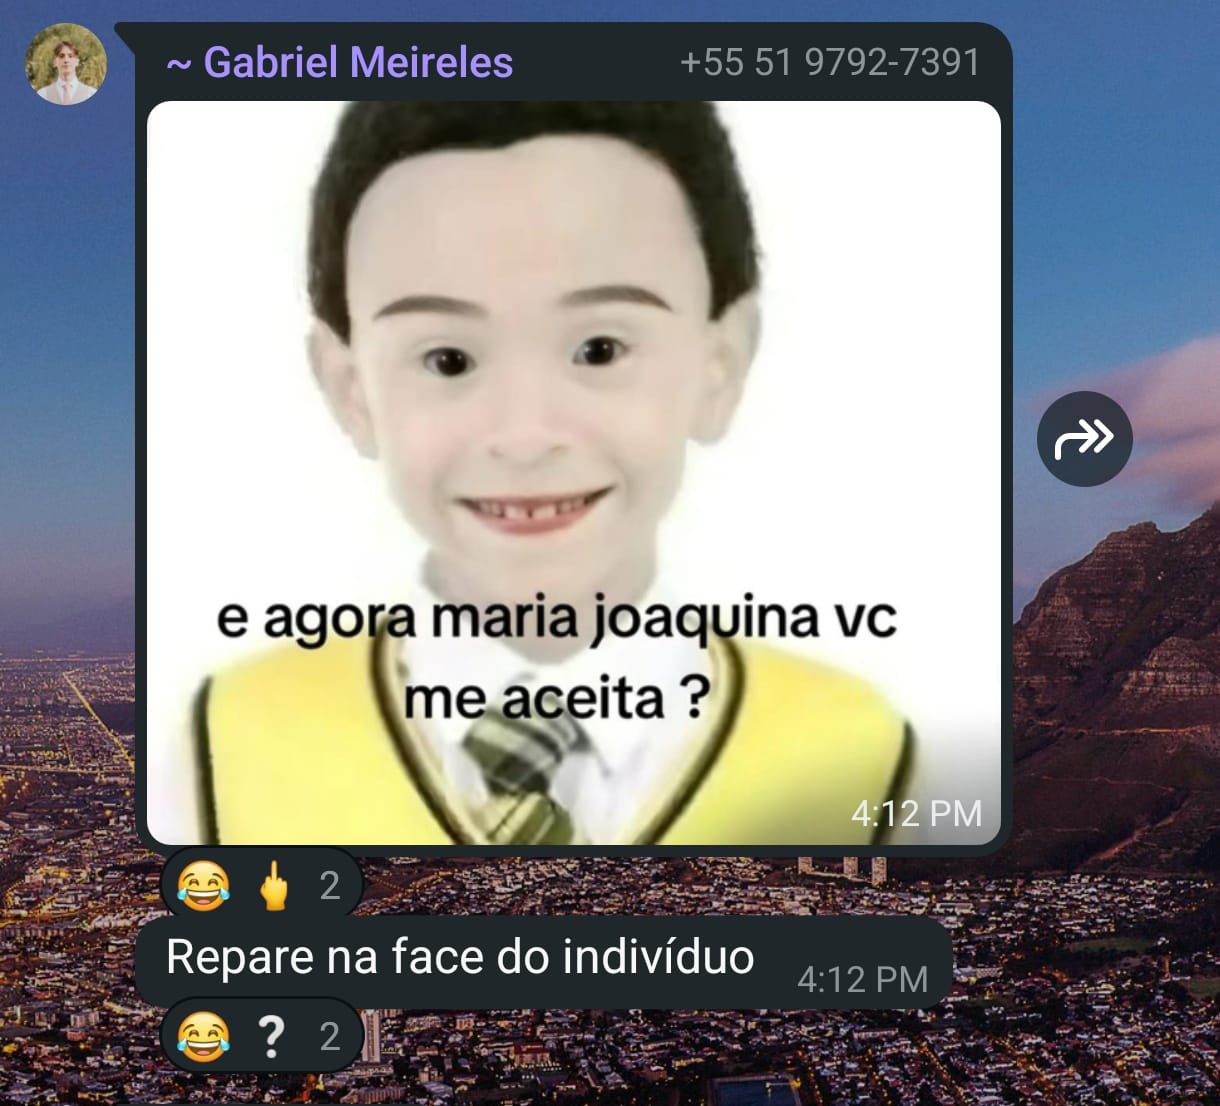 ~ Gabriel Meireles +55 51 9792-7391
e agora maria joaquina vc
me aceita ?
4:12 PM
😂 🖕 2
Repare na face do indivíduo 4:12 PM
😂 ? 2